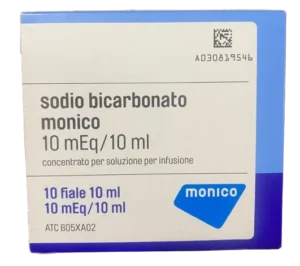 A030819546
sodio bicarbonato
monico
10 mEq/10 ml
concentrato per soluzione per infusione
10 fiale 10 ml
10 mEq/10 ml
monico
ATC B05XA02